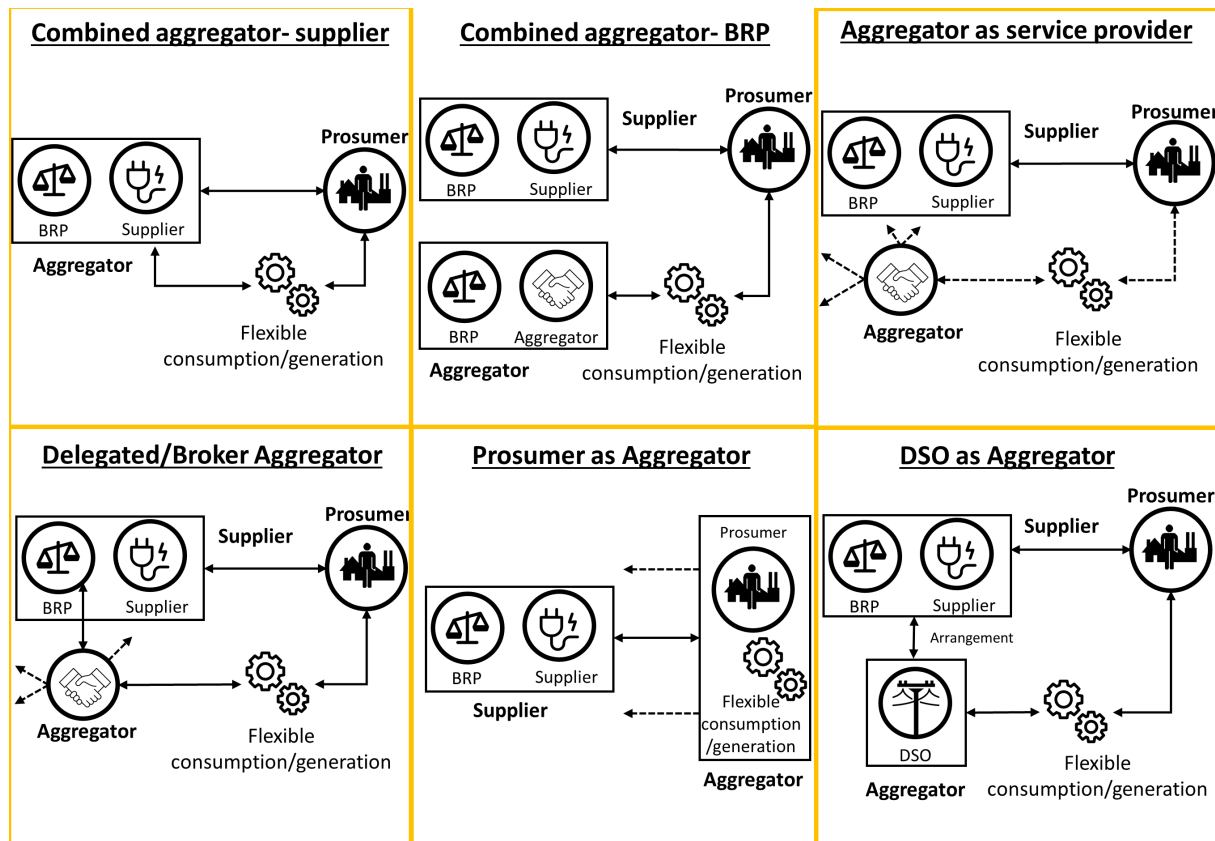 Combined aggregator- supplier
Prosumer
BRP
Supplier
Aggregator
Flexible
consumption/generation
Combined aggregator- BRP
Prosumer
Supplier
BRP
Supplier
BRP
Aggregator
Aggregator
Flexible
consumption/generation
Aggregator as service provider
Prosumer
Supplier
BRP
Supplier
Aggregator
Flexible
consumption/generation
Delegated/Broker Aggregator
Prosumer
Supplier
BRP
Supplier
Aggregator
Flexible
consumption/generation
Prosumer as Aggregator
Prosumer
BRP
Supplier
Supplier
Flexible
consumption
/generation
Aggregator
DSO as Aggregator
Prosumer
Supplier
BRP
Supplier
Arrangement
DSO
Aggregator
Flexible
consumption/generation